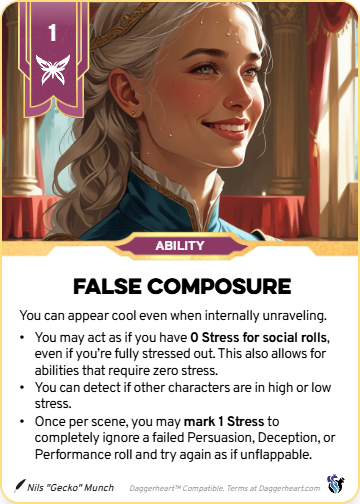 1
ABILITY
FALSE COMPOSURE
You can appear cool even when internally unraveling.
• You may act as if you have 0 Stress for social rolls,
even if you're fully stressed out. This also allows for
abilities that require zero stress.
• You can detect if other characters are in high or low
stress.
• Once per scene, you may mark 1 Stress to
completely ignore a failed Persuasion, Deception, or
Performance roll and try again as if unflappable.
Nils "Gecko" Munch
Daggerheart™ Compatible. Terms at Daggerheart.com